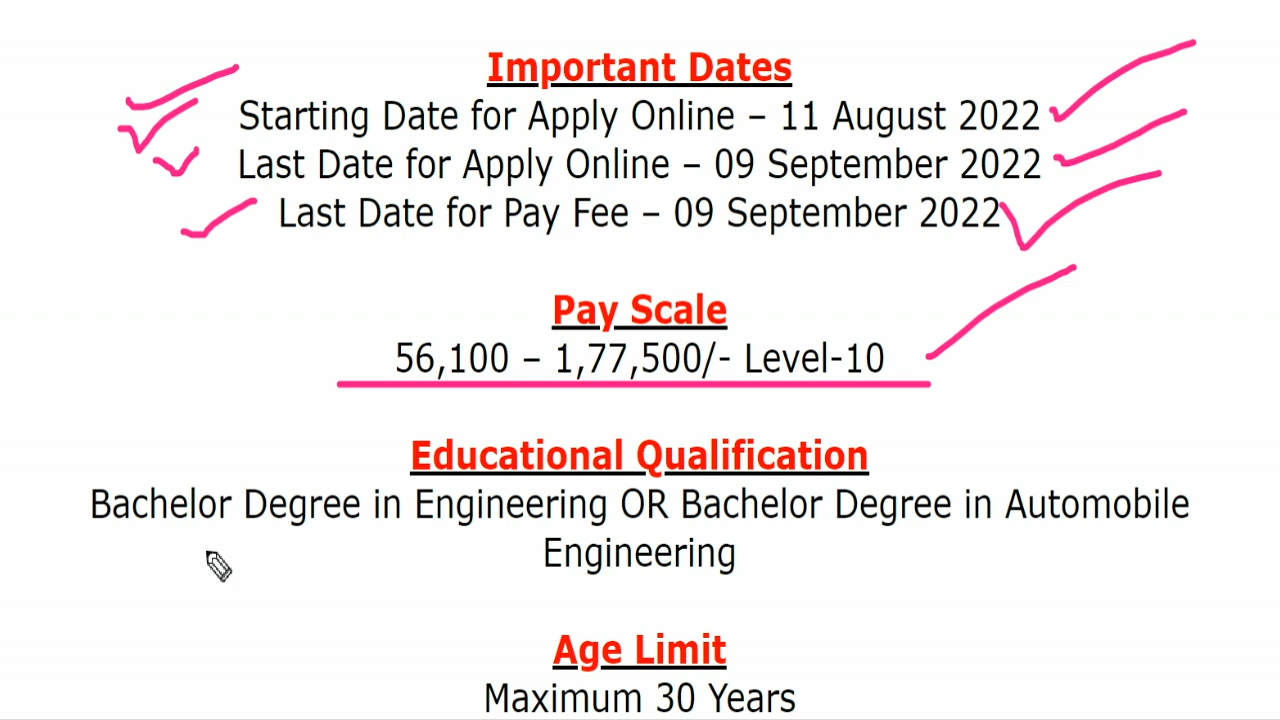 Important Dates
Starting Date for Apply Online – 11 August 2022
Last Date for Apply Online – 09 September 2022
Last Date for Pay Fee – 09 September 2022
Pay Scale
56,100 – 1,77,500/- Level-10
Educational Qualification
Bachelor Degree in Engineering OR Bachelor Degree in Automobile
Engineering
Age Limit
Maximum 30 Years